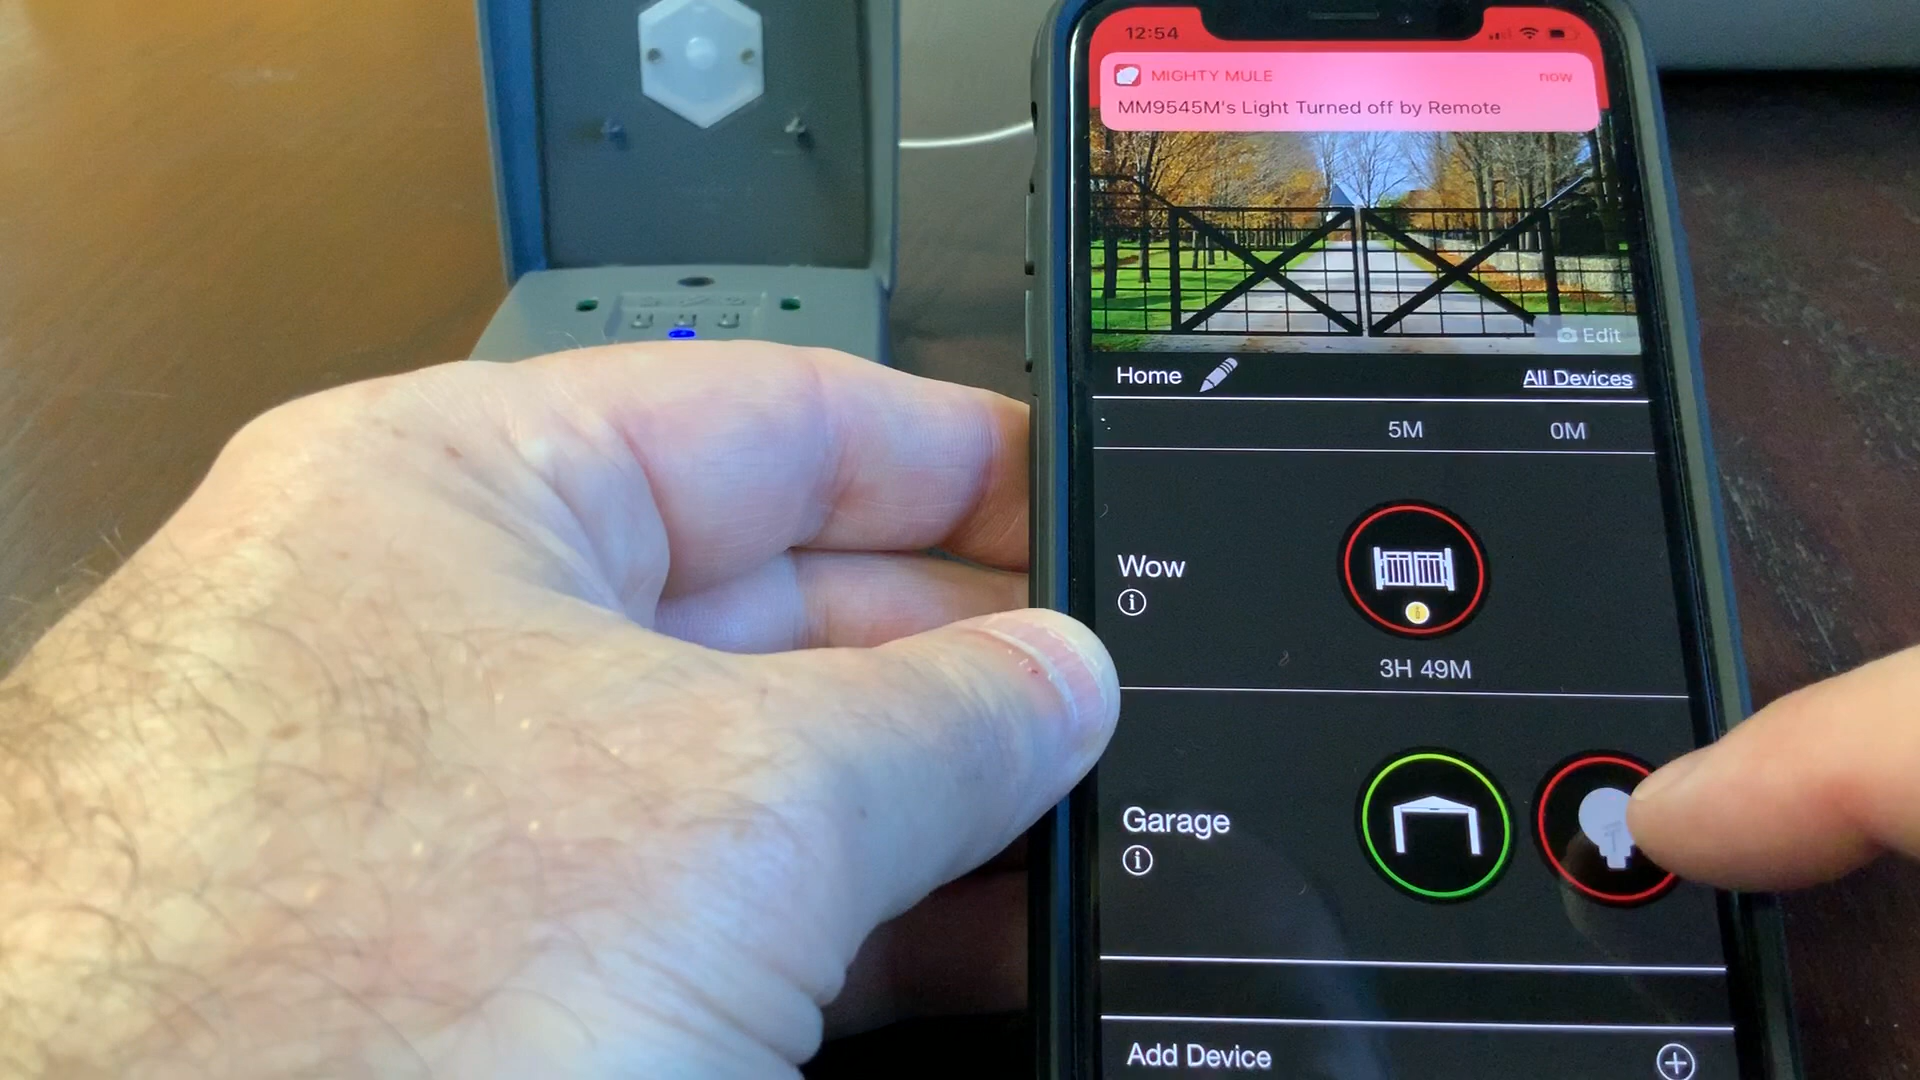 12:54
MIGHTY MULE now
MM9545M's Light Turned off by Remote
Edit
Home All Devices
5M 0M
Wow
3H 49M
Garage
Add Device